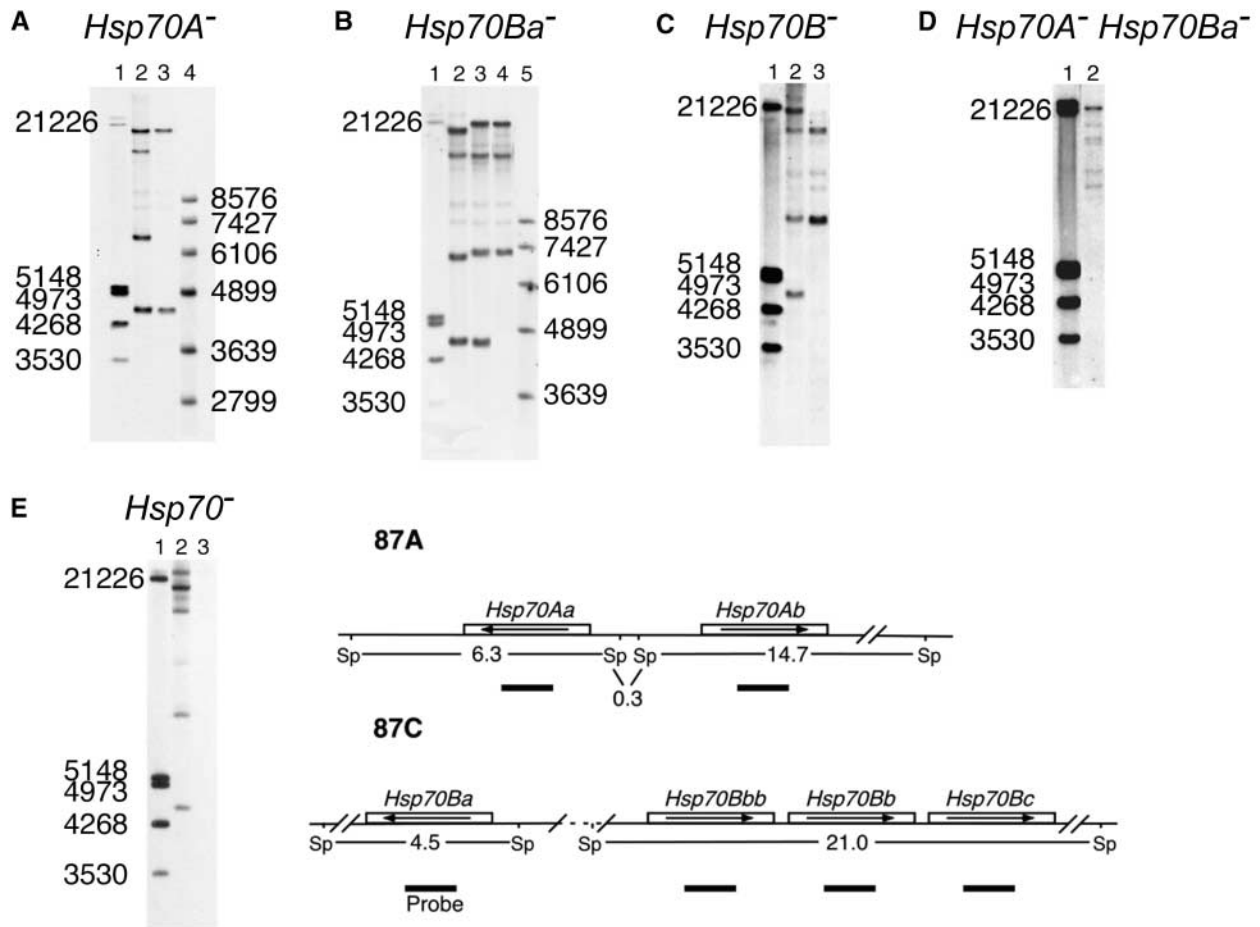 A Hsp70A⁻
1 2 3 4
21226
5148
4973
4268
3530
8576
7427
6106
4899
3639
2799
B Hsp70Ba⁻
1 2 3 4 5
21226
5148
4973
4268
3530
8576
7427
6106
4899
3639
C Hsp70B⁻
1 2 3
21226
5148
4973
4268
3530
D Hsp70A⁻ Hsp70Ba⁻
1 2
21226
5148
4973
4268
3530
E Hsp70⁻
1 2 3
21226
5148
4973
4268
3530
87A
Hsp70Aa Hsp70Ab
Sp 6.3 Sp Sp 14.7 Sp
0.3
87C
Hsp70Ba Hsp70Bbb Hsp70Bb Hsp70Bc
Sp 4.5 Sp Sp 21.0 Sp
Probe